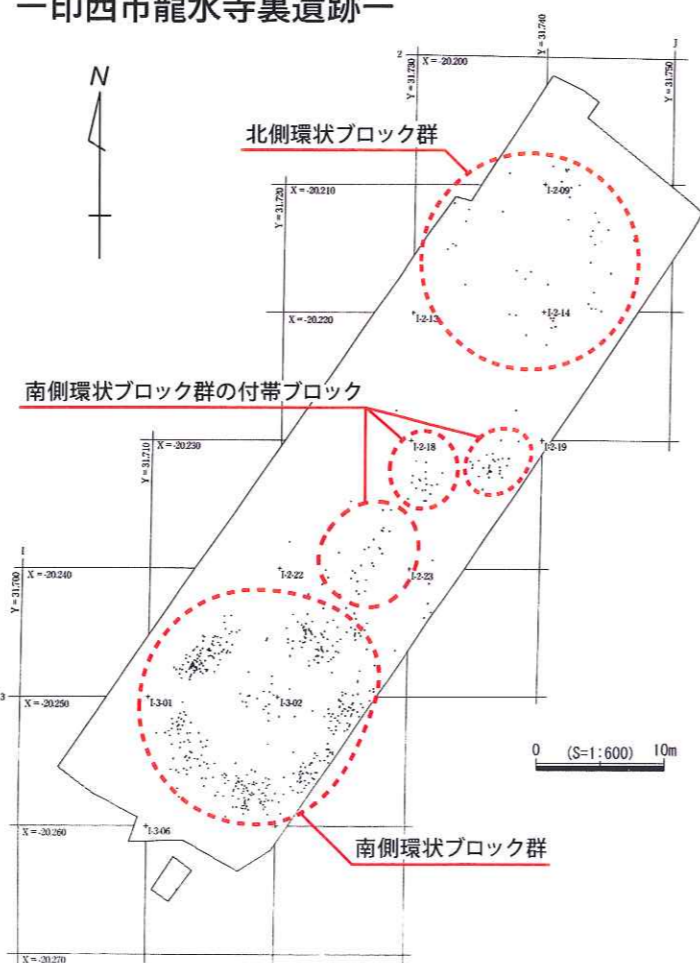 ―印西市龍水寺裏遺跡―
N
Y = 31.740
J
2
Y = 31.730
X = -20.200
Y = 31.750
北側環状ブロック群
Y = 31.720
X = -20.210
I-2-09
X = -20.220
I-2-13
I-2-14
南側環状ブロック群の付帯ブロック
Y = 31.710
X = -20.230
I-2-18
I-2-19
I
Y = 31.700
X = -20.240
I-2-22
I-2-23
3
X = -20.250
I-3-01
I-3-02
0 (S=1:600) 10m
X = -20.260
I-3-06
南側環状ブロック群
X = -20.270